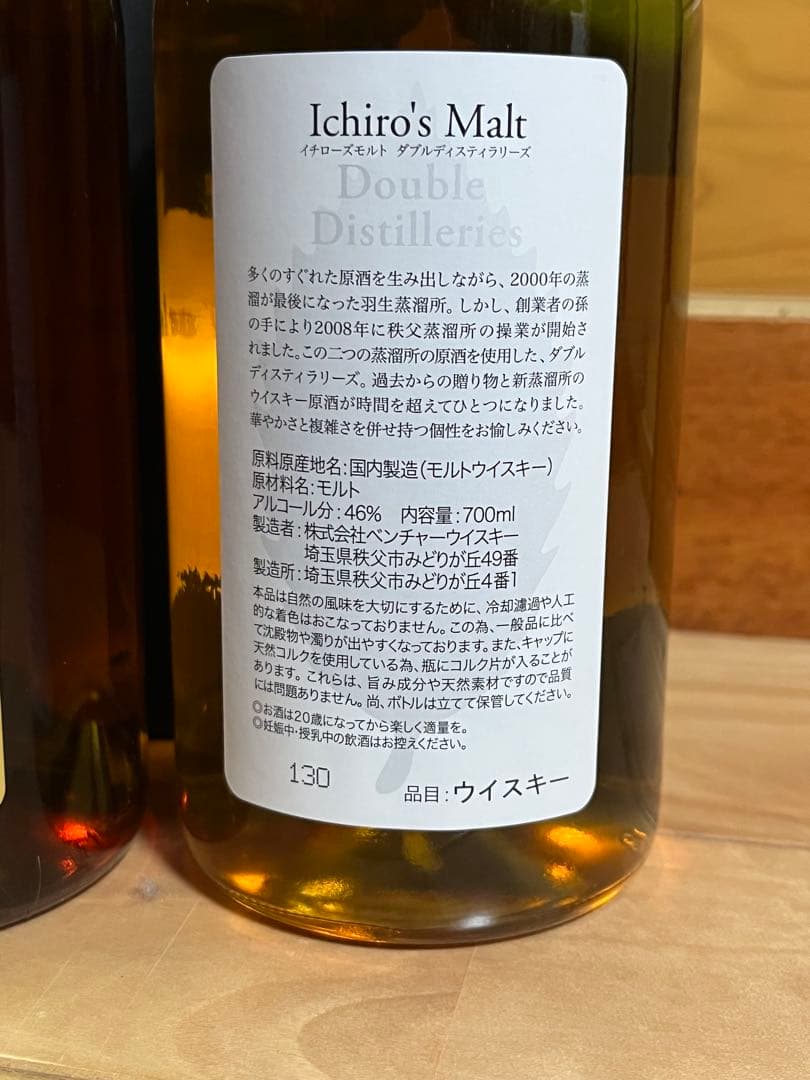 Ichiro's Malt
イチローズモルト ダブルディスティラリーズ
Double
Distilleries
多くのすぐれた原酒を生み出しながら、2000年の蒸
溜が最後になった羽生蒸溜所。しかし、創業者の孫
の手により2008年に秩父蒸溜所の操業が開始さ
れました。この二つの蒸溜所の原酒を使用した、ダブル
ディスティラリーズ。過去からの贈り物と新蒸溜所の
ウイスキー原酒が時間を超えてひとつになりました。
華やかさと複雑さを併せ持つ個性をお愉しみください。
原料原産地名:国内製造(モルトウイスキー)
原材料名:モルト
アルコール分:46% 内容量:700ml
製造者:株式会社ベンチャーウイスキー
埼玉県秩父市みどりが丘49番
製造所:埼玉県秩父市みどりが丘4番1
本品は自然の風味を大切にするために、冷却濾過や人工
的な着色はおこなっておりません。この為、一般品に比べ
て沈殿物や濁りが出やすくなっております。また、キャップに
天然コルクを使用している為、瓶にコルク片が入ることが
あります。これらは、旨み成分や天然素材ですので品質
には問題ありません。尚、ボトルは立てて保管してください。
◎お酒は20歳になってから楽しく適量を。
◎妊娠中・授乳中の飲酒はお控えください。
130
品目:ウイスキー